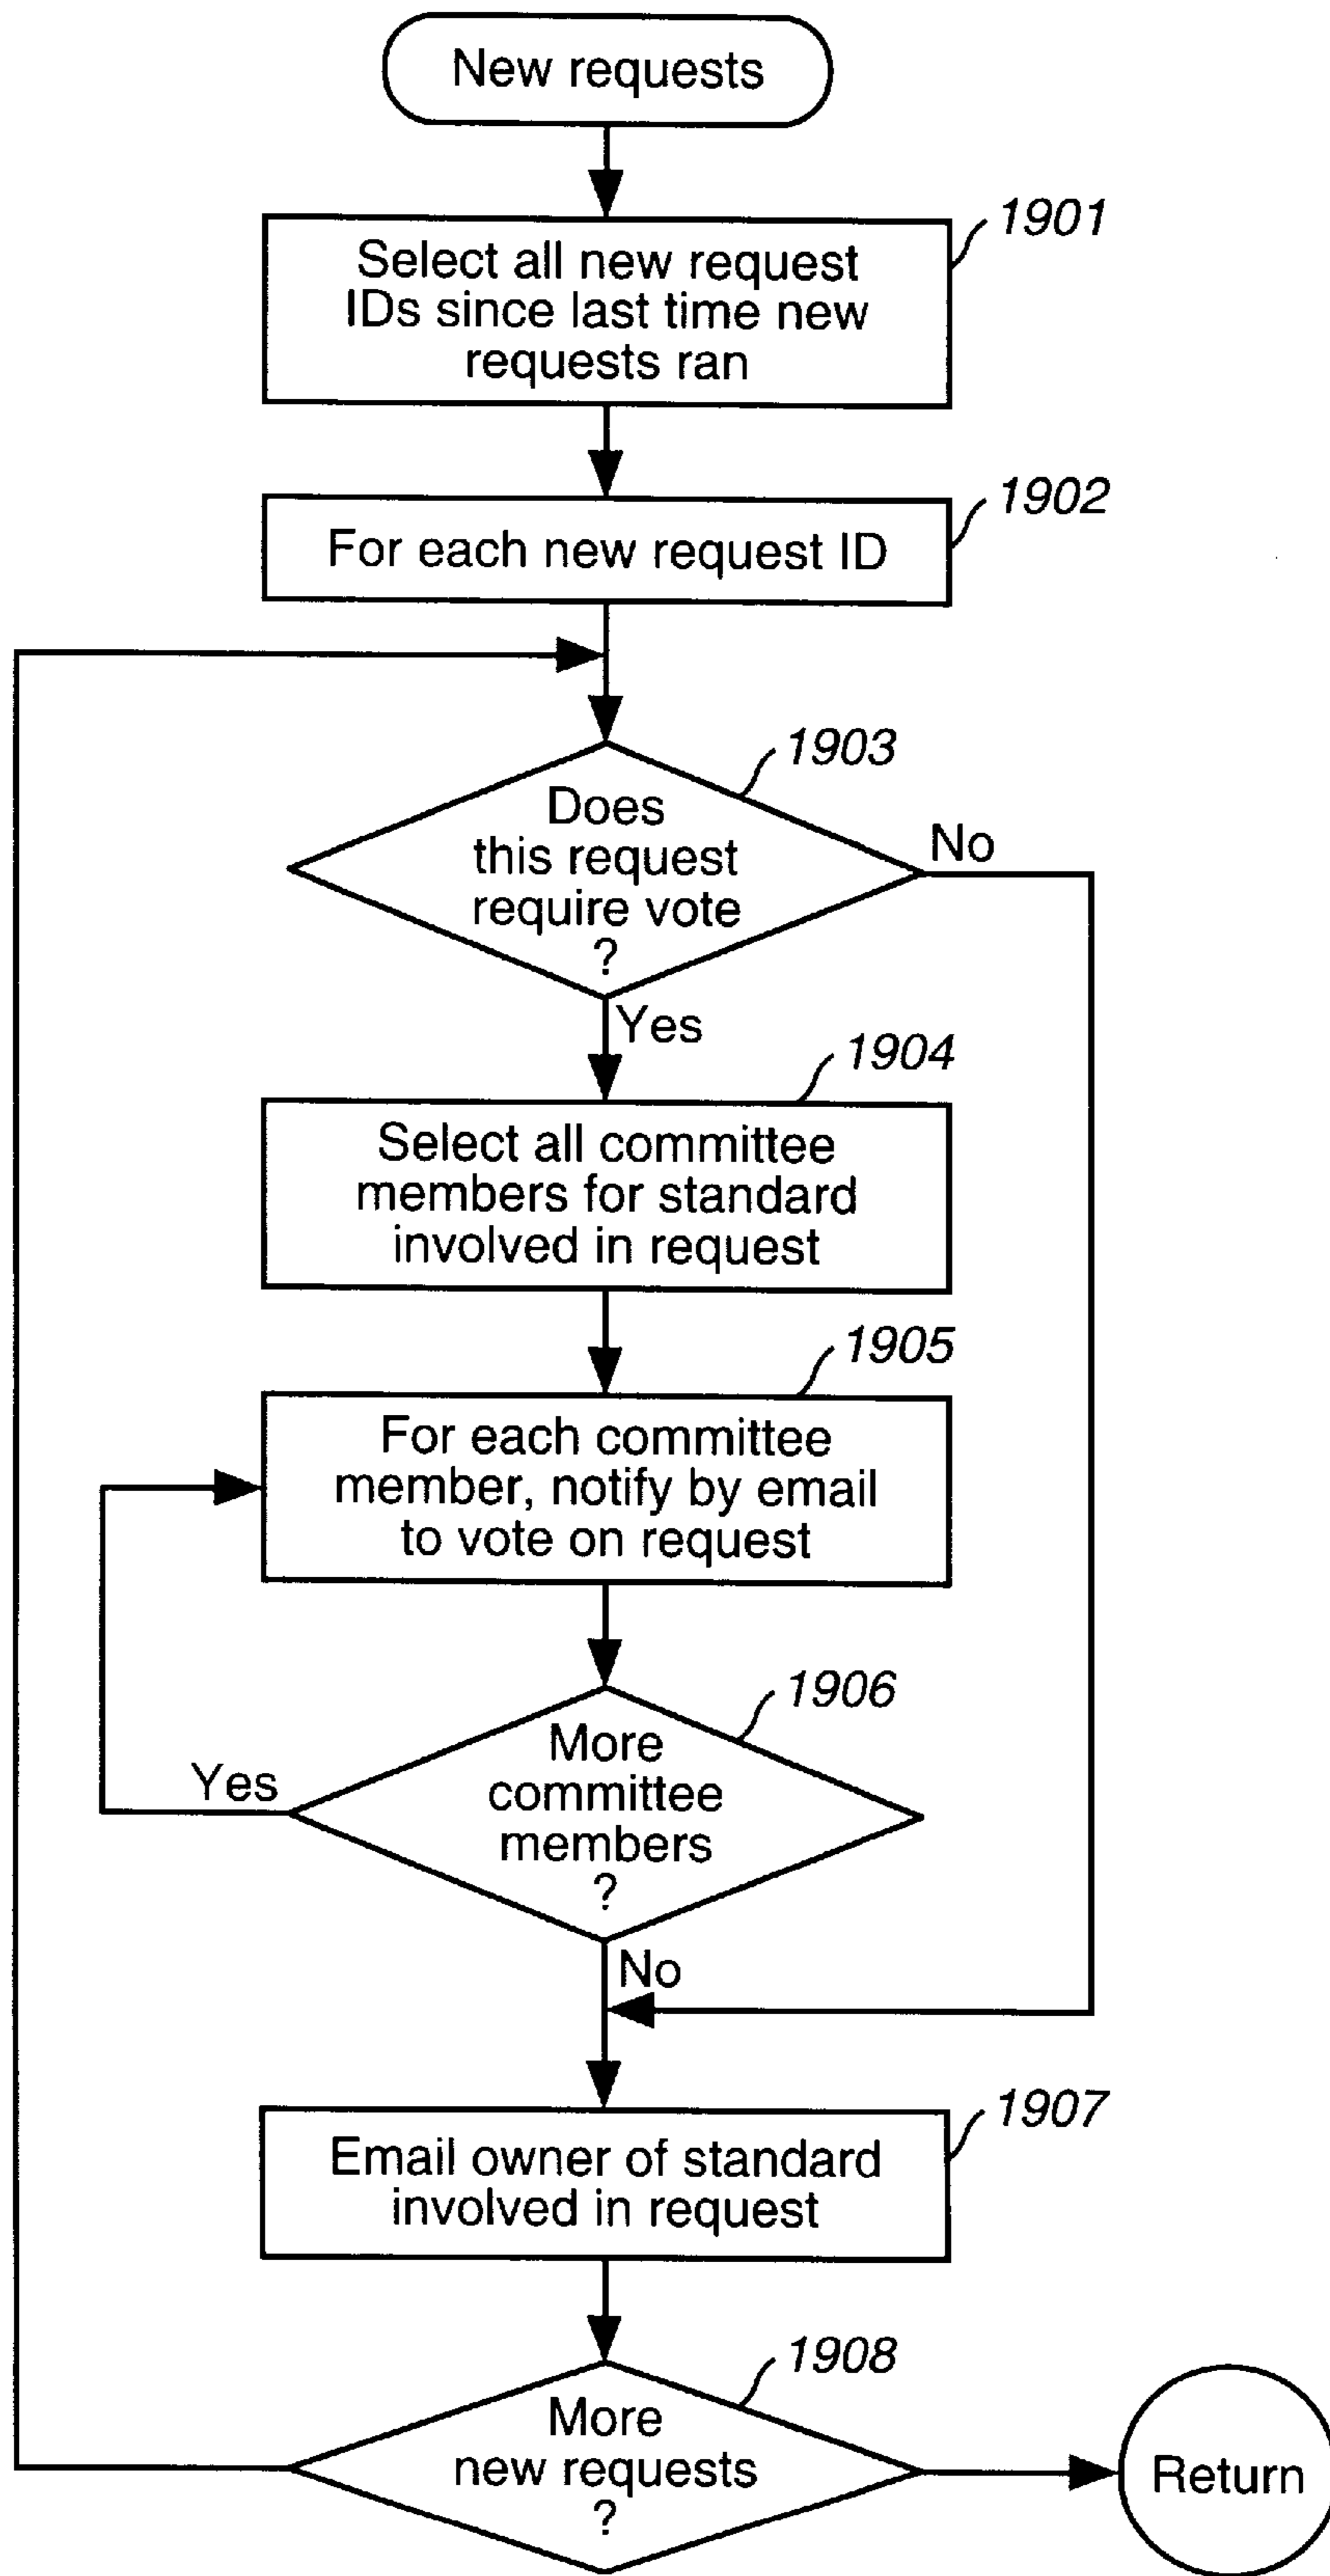 New requests
1901
Select all new request
IDs since last time new
requests ran
1902
For each new request ID
1903
Does
this request
require vote
?
No
Yes
1904
Select all committee
members for standard
involved in request
1905
For each committee
member, notify by email
to vote on request
1906
More
committee
members
?
Yes
No
1907
Email owner of standard
involved in request
1908
More
new requests
?
Return